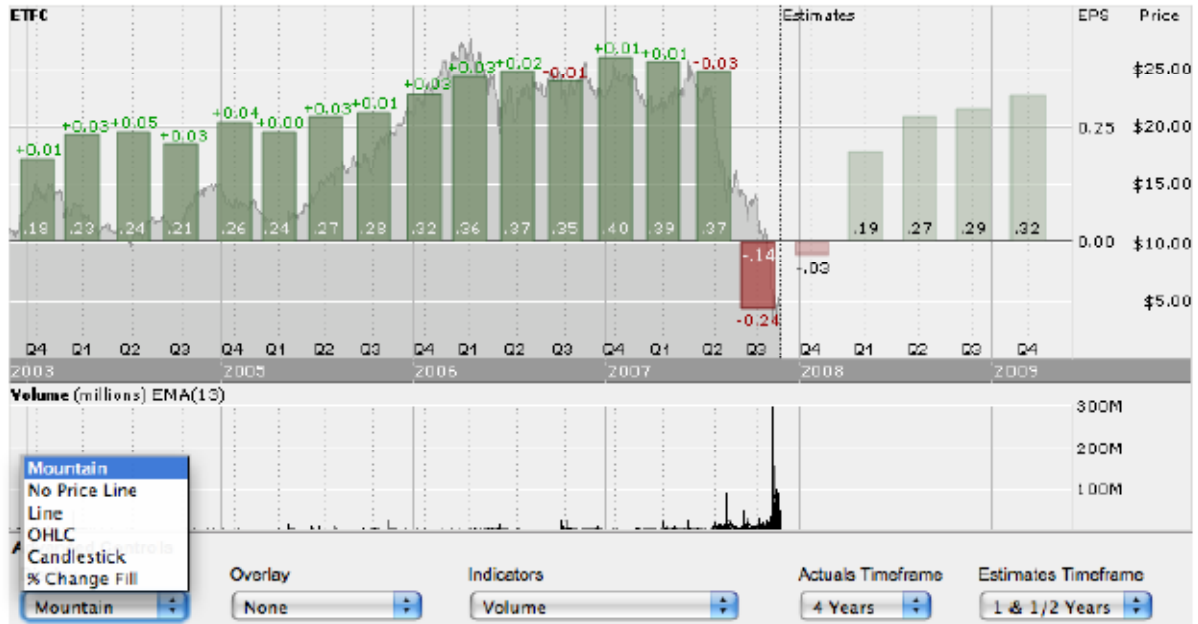 ETFC Estimates EPS Price
+0.01 +0.03 +0.05 +0.03 +0.04 +0.00 +0.03 +0.01 +0.03 +0.03 +0.02 -0.01 +0.01 +0.01 -0.03
$25.00
0.25 $20.00
$15.00
.18 .23 .24 .21 .26 .24 .27 .28 .32 .36 .37 .35 .40 .39 .37 .19 .27 .29 .32
0.00 $10.00
-.14 -.03
$5.00
-0.24
Q4 Q1 Q2 Q3 Q4 Q1 Q2 Q3 Q4 Q1 Q2 Q3 Q4 Q1 Q2 Q3 Q4 Q1 Q2 Q3 Q4
2003 2005 2006 2007 2008 2009
Volume (millions) EMA(13)
300M
200M
100M
Mountain
No Price Line
Line
OHLC
Candlestick
% Change Fill
Overlay Indicators Actuals Timeframe Estimates Timeframe
Mountain None Volume 4 Years 1 & 1/2 Years